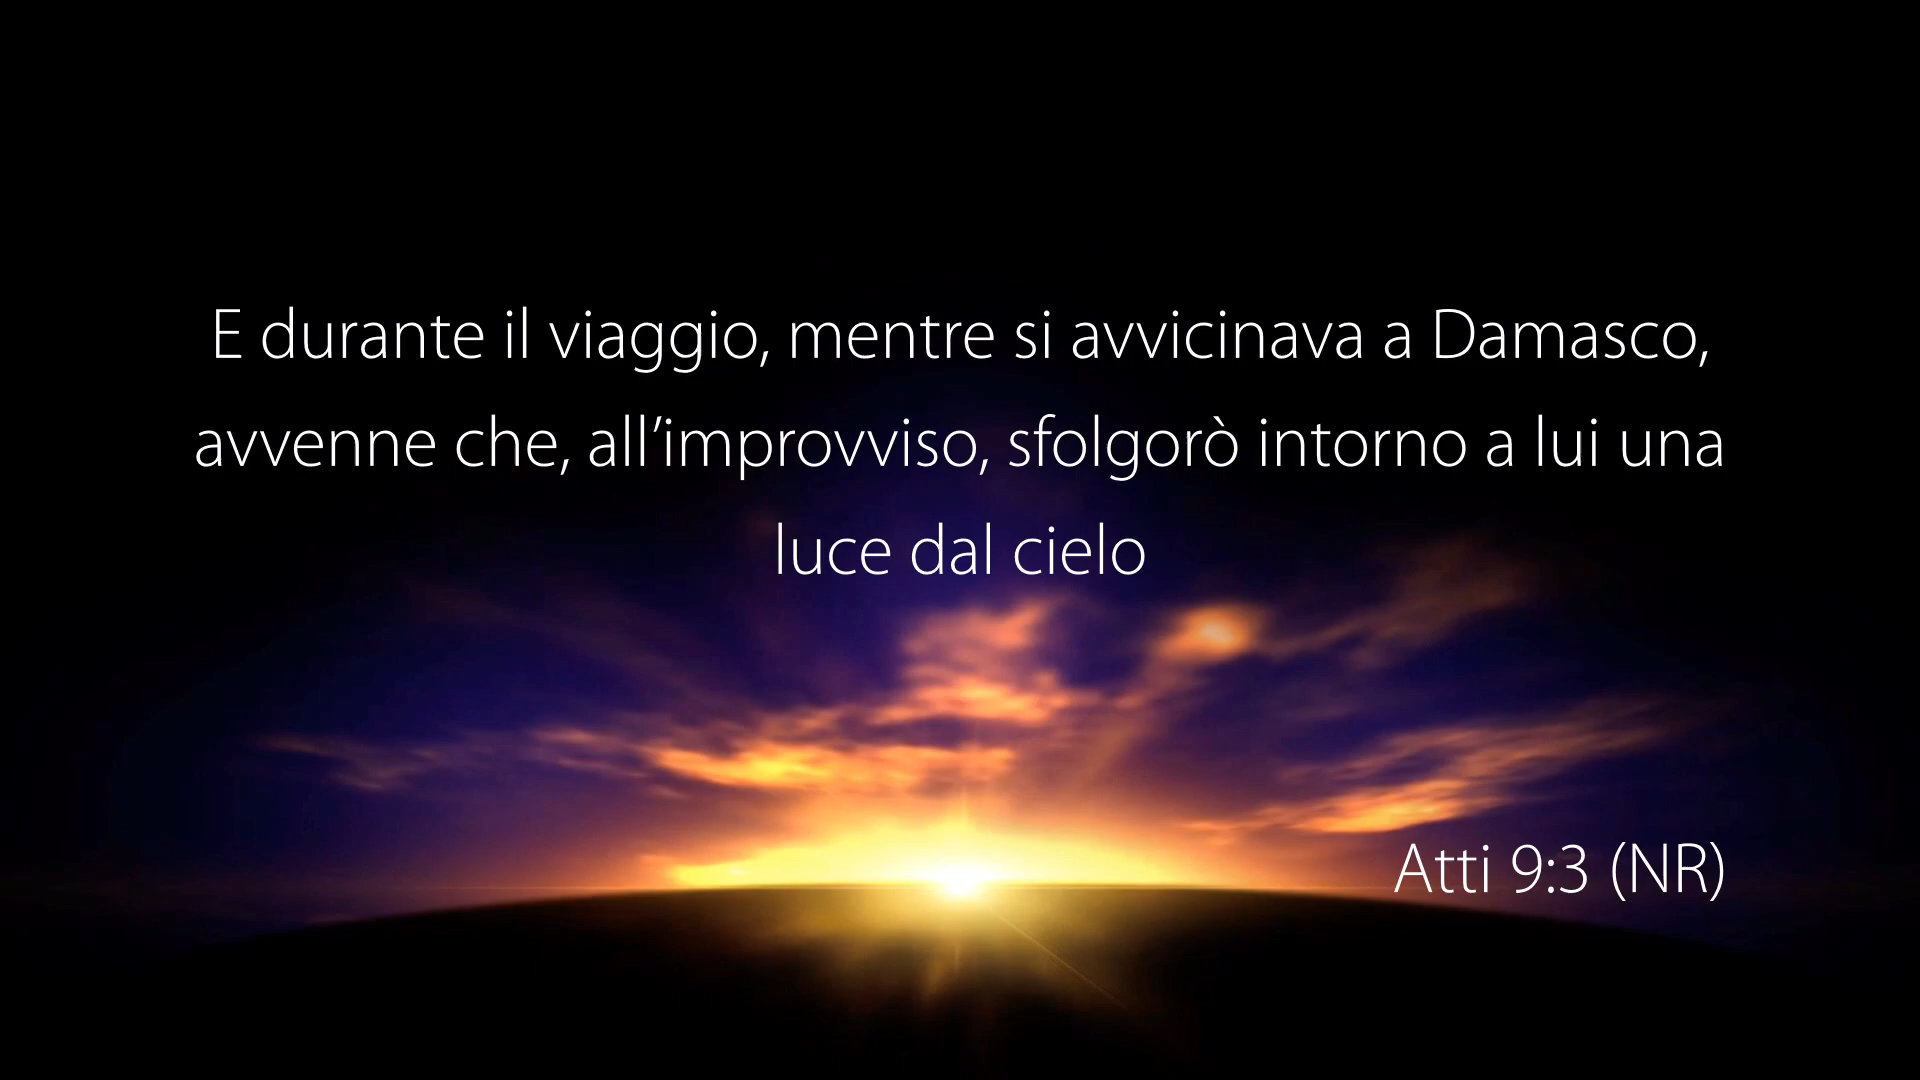 E durante il viaggio, mentre si avvicinava a Damasco,
avvenne che, all’improvviso, sfolgorò intorno a lui una
luce dal cielo
Atti 9:3 (NR)